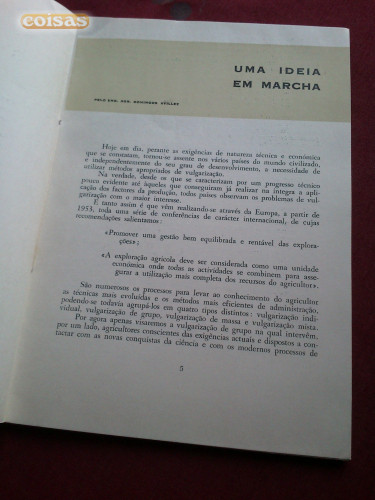 coisas
UMA IDEIA
EM MARCHA
PELO ENG. AGR.
Hoje em dia, perante as exigências de natureza técnica e económica
que se constatam, tornou-se assente nos vários países do mundo civilizado,
e independentemente do seu grau de desenvolvimento, a necessidade de
utilizar métodos apropriados de vulgarização.
Na verdade, desde os que se caracterizam por um progresso técnico
pouco evidente até àqueles que conseguiram já realizar na íntegra a apli-
cação dos factores da produção, todos países observam os problemas de vul-
garização com o maior interesse.
E tanto assim é que vêm realizando-se através da Europa, a partir de
1953, toda uma série de conferências de carácter internacional, de cujas
recomendações salientamos:
«Promover uma gestão bem equilibrada e rentável das explora-
ções»;
«A exploração agrícola deve ser considerada como uma unidade
económica onde todas as actividades se combinem para asse-
gurar a utilização mais completa dos recursos do agricultor».
São numerosos os processos para levar ao conhecimento do agricultor
as técnicas mais evoluídas e os métodos mais eficientes de administração,
podendo-se todavia agrupá-los em quatro tipos distintos: vulgarização indi-
vidual, vulgarização de grupo, vulgarização de massa e vulgarização mista.
Por agora apenas visaremos a vulgarização de grupo na qual intervêm,
por um lado, agricultores conscientes das exigências actuais e dispostos a con-
tactar com as novas conquistas da ciência e com os modernos processos de
5